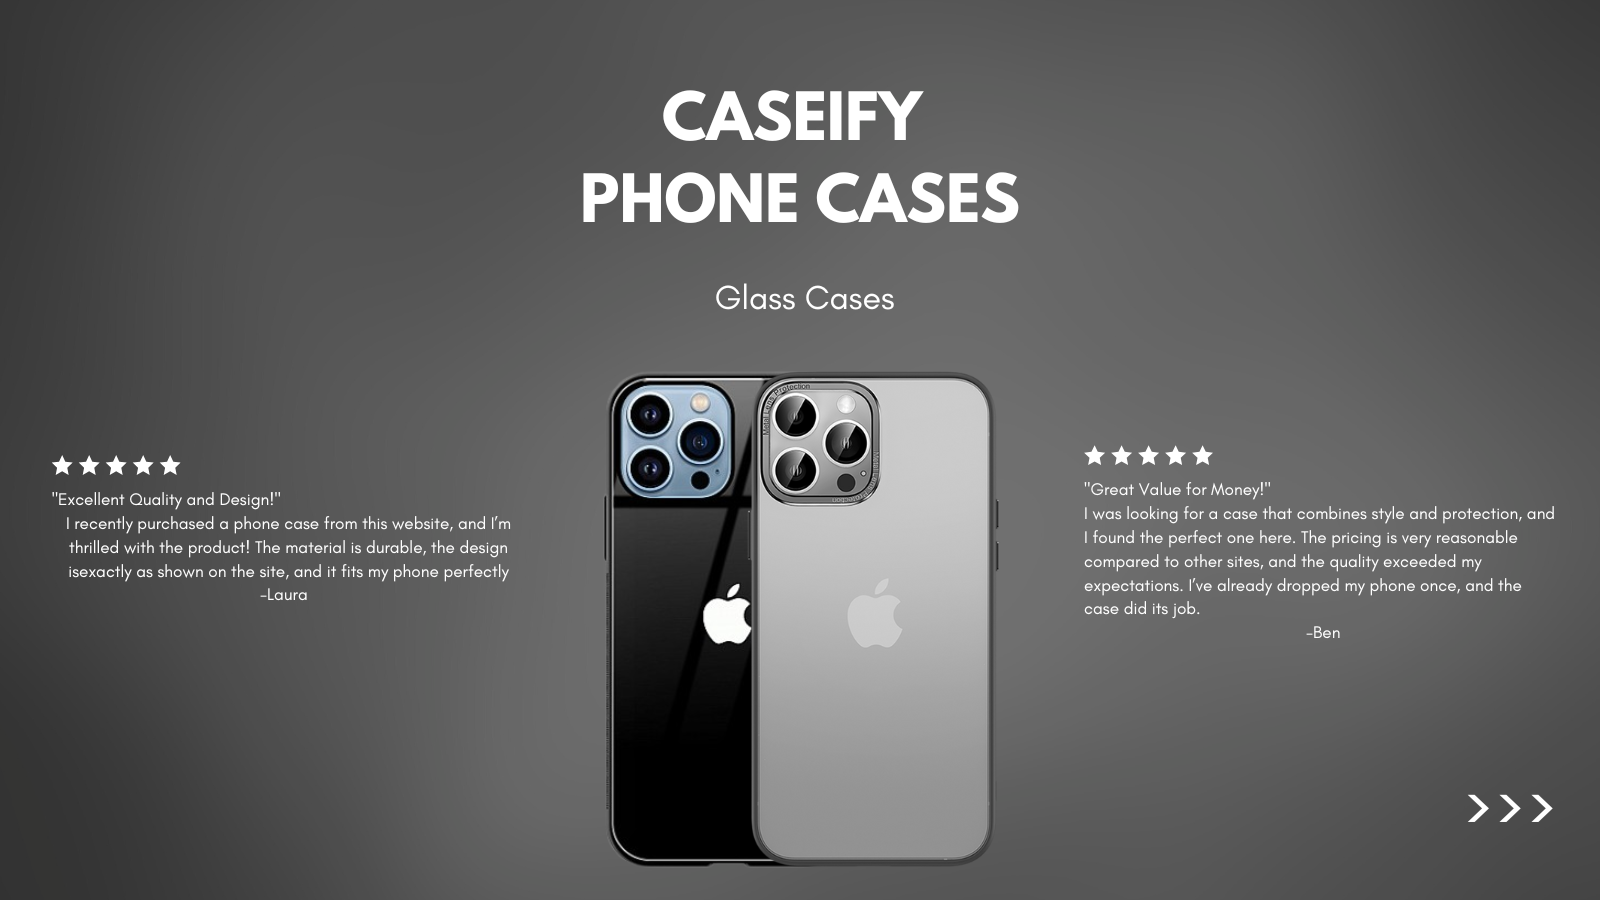 CASEIFY
PHONE CASES
Glass Cases
"Excellent Quality and Design!"
I recently purchased a phone case from this website, and I'm
thrilled with the product! The material is durable, the design
isexactly as shown on the site, and it fits my phone perfectly
-Laura
"Great Value for Money!"
I was looking for a case that combines style and protection, and
I found the perfect one here. The pricing is very reasonable
compared to other sites, and the quality exceeded my
expectations. I've already dropped my phone once, and the
case did its job.
-Ben
Metal Lens Protection
Metal Lens Protection